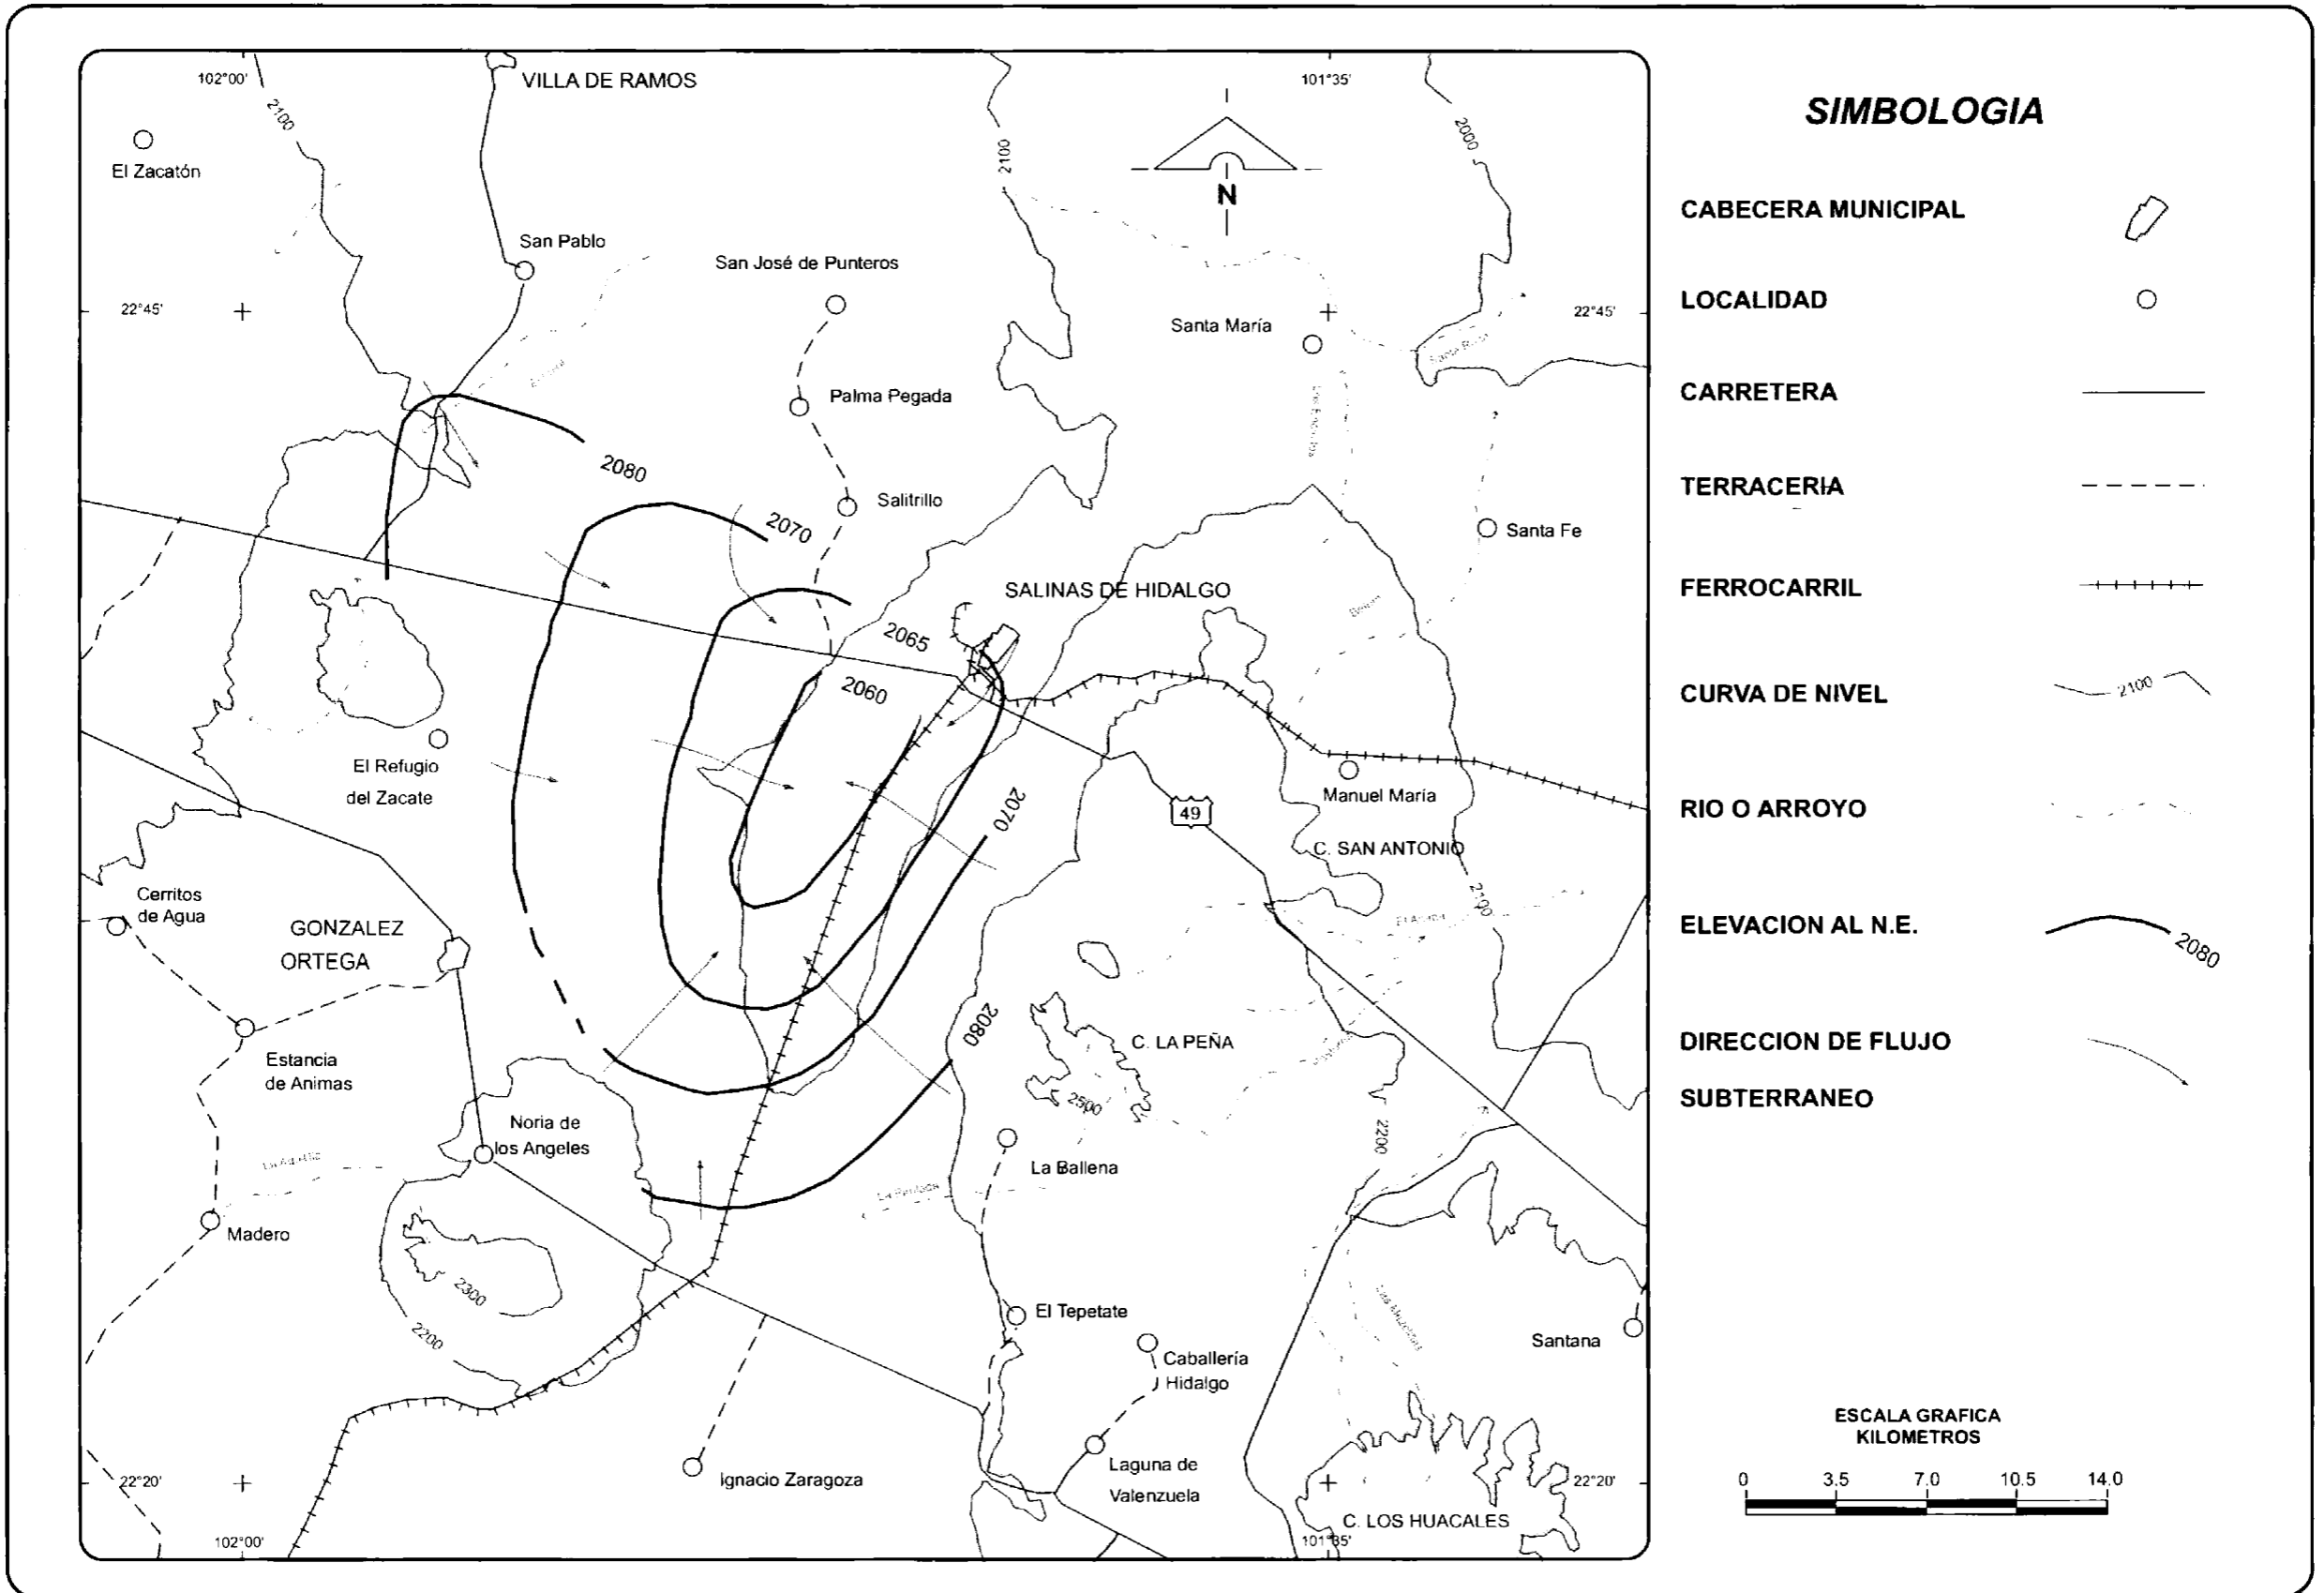 102°00'
VILLA DE RAMOS
101°35'
2100
2100
2000
El Zacatón
N
San Pablo
San José de Punteros
22°45'
Santa María
22°45'
Palma Pegada
2080
Salitrillo
2070
Santa Fe
SALINAS DE HIDALGO
2065
2060
El Refugio
del Zacate
2070
49
Manuel María
C. SAN ANTONIO
2100
Cerritos
de Agua
GONZALEZ
ORTEGA
2080
C. LA PEÑA
2500
Estancia
de Animas
Noria de
los Angeles
2200
La Ballena
Madero
2300
2200
El Tepetate
Caballería
Hidalgo
Santana
22°20'
Ignacio Zaragoza
Laguna de
Valenzuela
22°20'
C. LOS HUACALES
102°00'
101°35'
SIMBOLOGIA
CABECERA MUNICIPAL
LOCALIDAD
CARRETERA
TERRACERIA
FERROCARRIL
CURVA DE NIVEL
2100
RIO O ARROYO
ELEVACION AL N.E.
2080
DIRECCION DE FLUJO
SUBTERRANEO
ESCALA GRAFICA
KILOMETROS
0 3.5 7.0 10.5 14.0